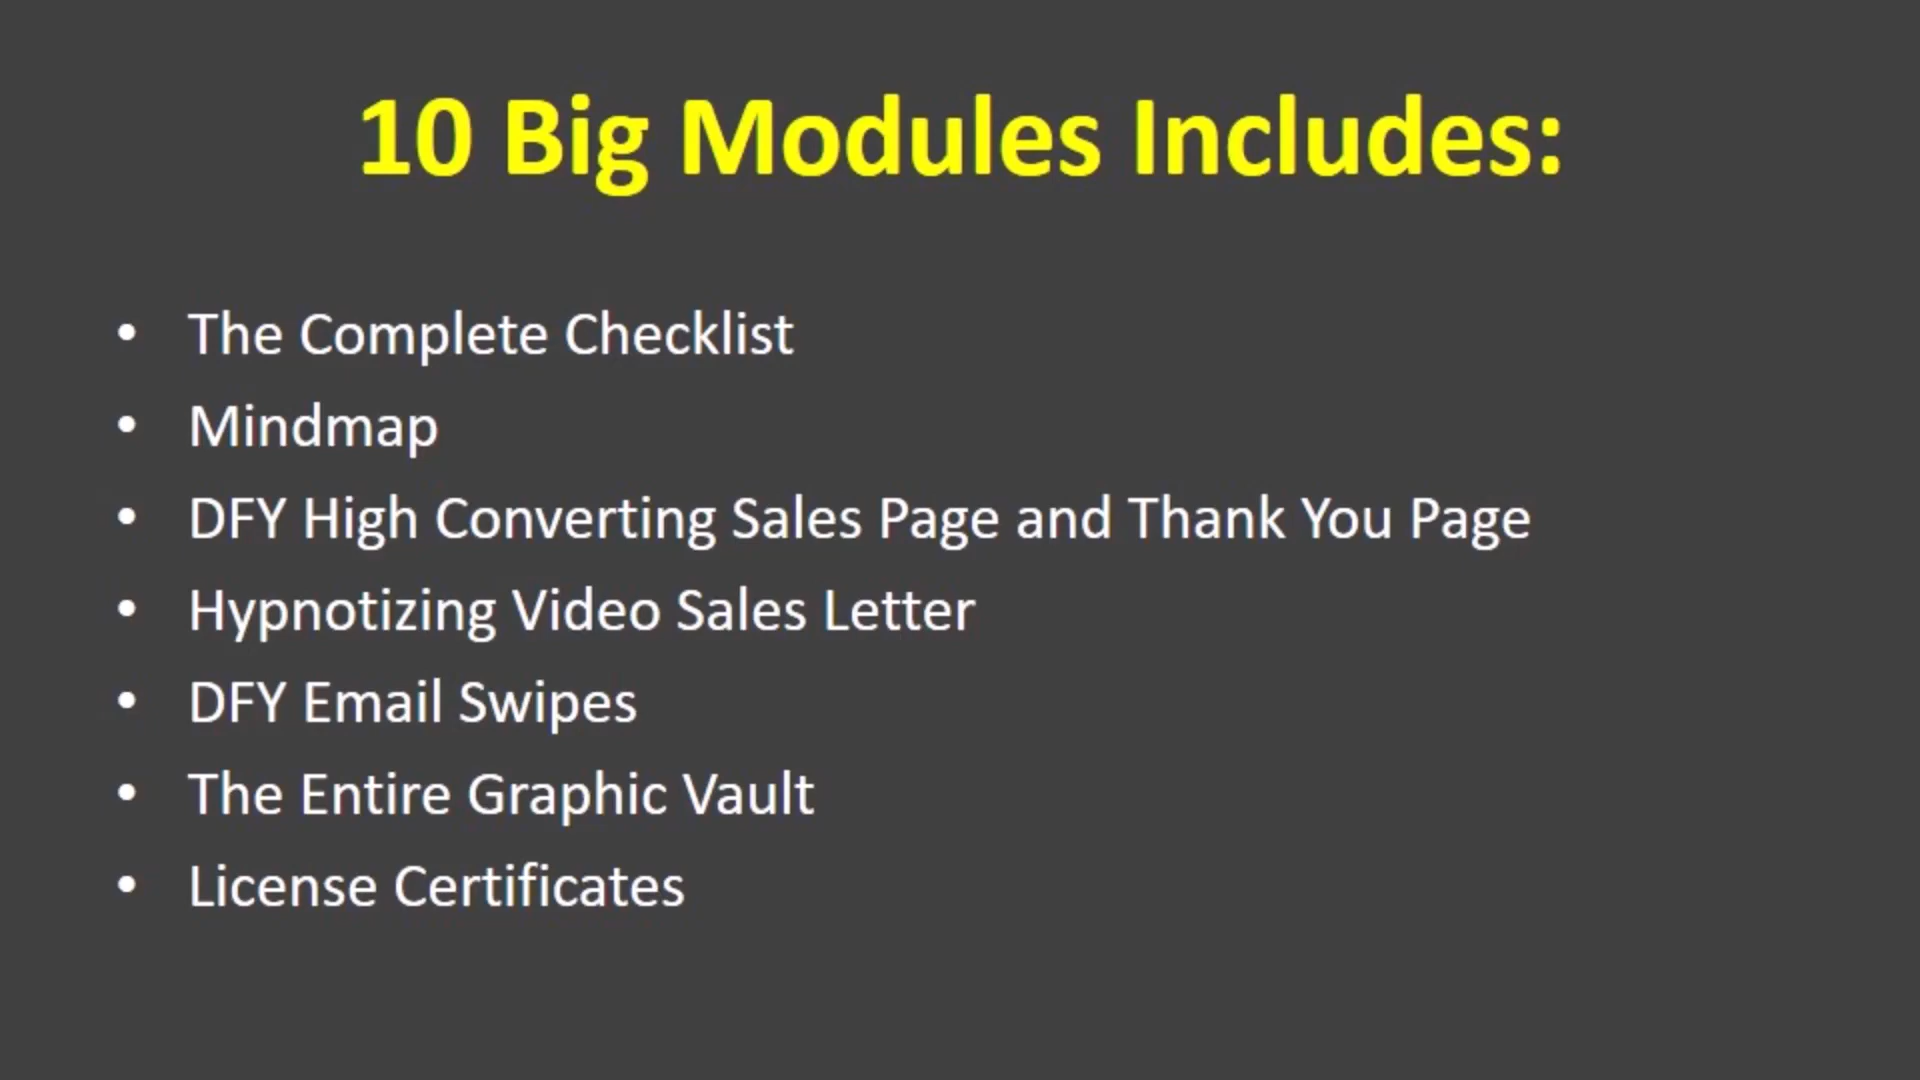 10 Big Modules Includes:
• The Complete Checklist
• Mindmap
• DFY High Converting Sales Page and Thank You Page
• Hypnotizing Video Sales Letter
• DFY Email Swipes
• The Entire Graphic Vault
• License Certificates